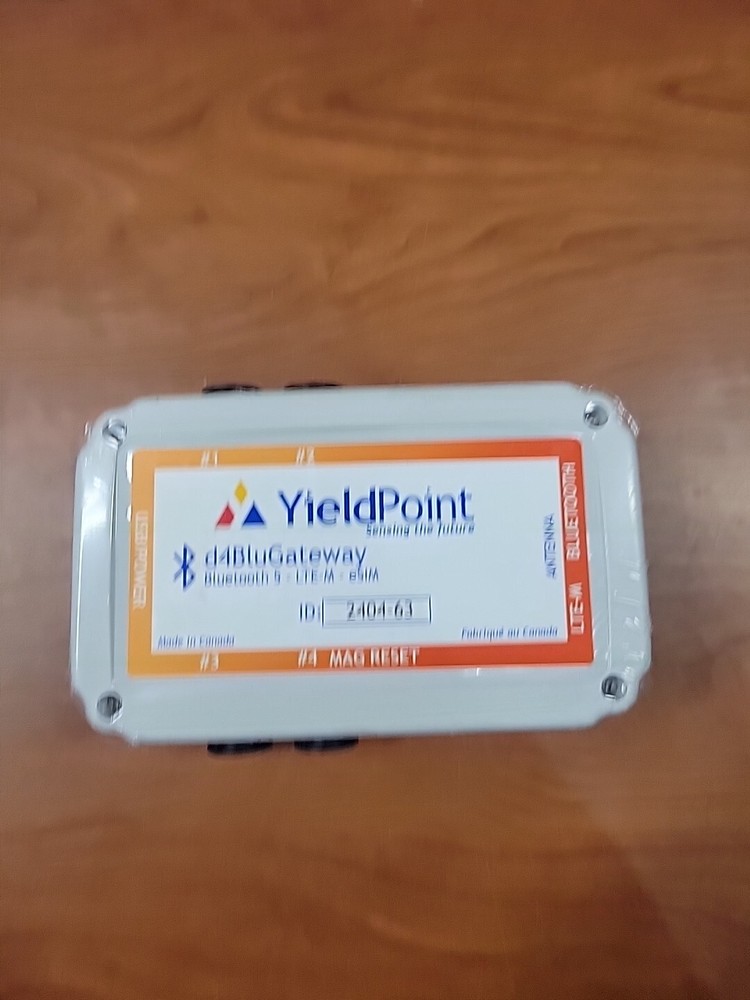 #1 #2
USB/POWER
YieldPoint
Sensing the future
d4BluGateway
Bluetooth 5 - LTE-M - eSIM
ID: 2404-63
Made in Canada
Fabriqué au Canada
ANTENNA
LTE-M BLUETOOTH
#3 #4 MAG RESET